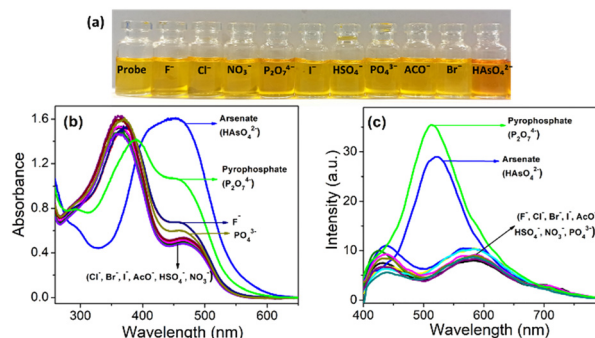 (a)
Probe F⁻ Cl⁻ NO₃⁻ P₂O₇⁴⁻ I⁻ HSO₄⁻ PO₄³⁻ ACO⁻ Br⁻ HAsO₄²⁻
(b)
Absorbance
1.6
1.2
0.8
0.4
0.0
300 400 500 600
Wavelength (nm)
Arsenate
(HAsO₄²⁻)
Pyrophosphate
(P₂O₇⁴⁻)
F⁻
PO₄³⁻
(Cl⁻, Br⁻, I⁻, AcO⁻, HSO₄⁻, NO₃⁻)
(c)
Intensity (a.u.)
30
20
10
0
400 500 600 700
Wavelength (nm)
Pyrophosphate
(P₂O₇⁴⁻)
Arsenate
(HAsO₄²⁻)
(F⁻, Cl⁻, Br⁻, I⁻, AcO⁻
HSO₄⁻, NO₃⁻, PO₄³⁻)